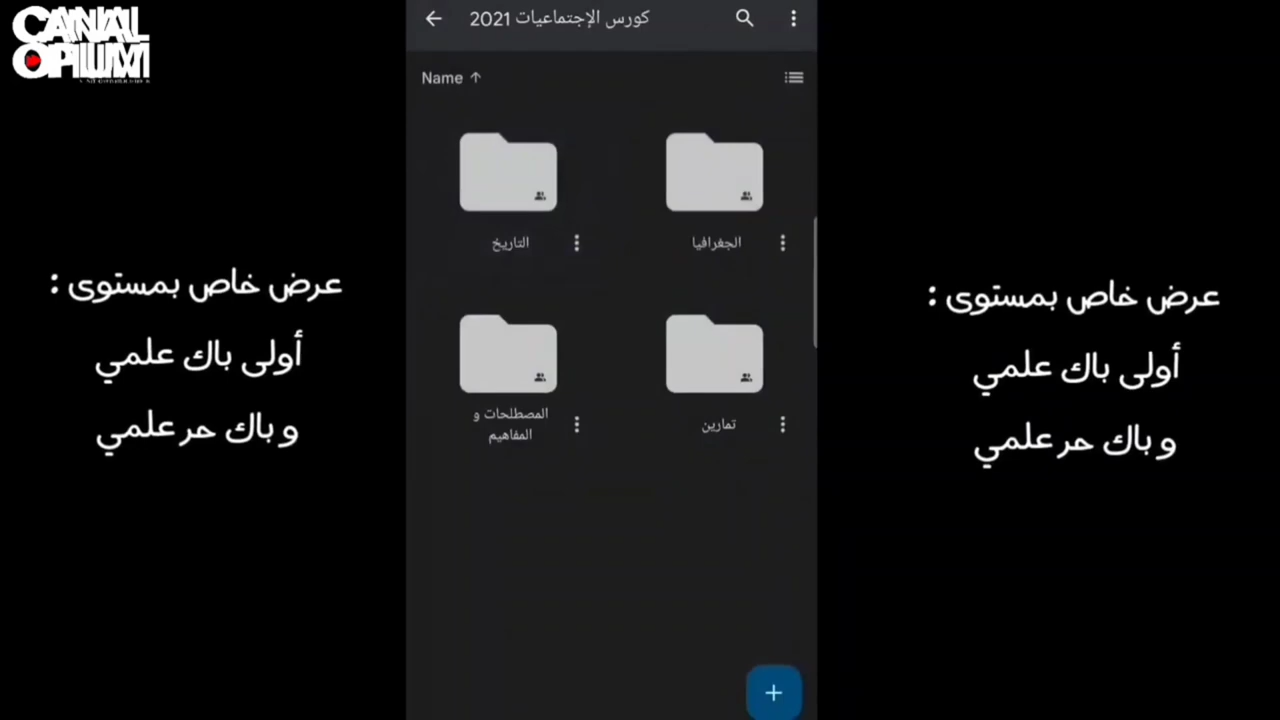 CANAL
OPIUM
كورس الإجتماعيات 2021
Name
التاريخ
الجغرافيا
المصطلحات و
المفاهيم
تمارين
عرض خاص بمستوى :
أولى باك علمي
و باك حر علمي
عرض خاص بمستوى :
أولى باك علمي
و باك حر علمي